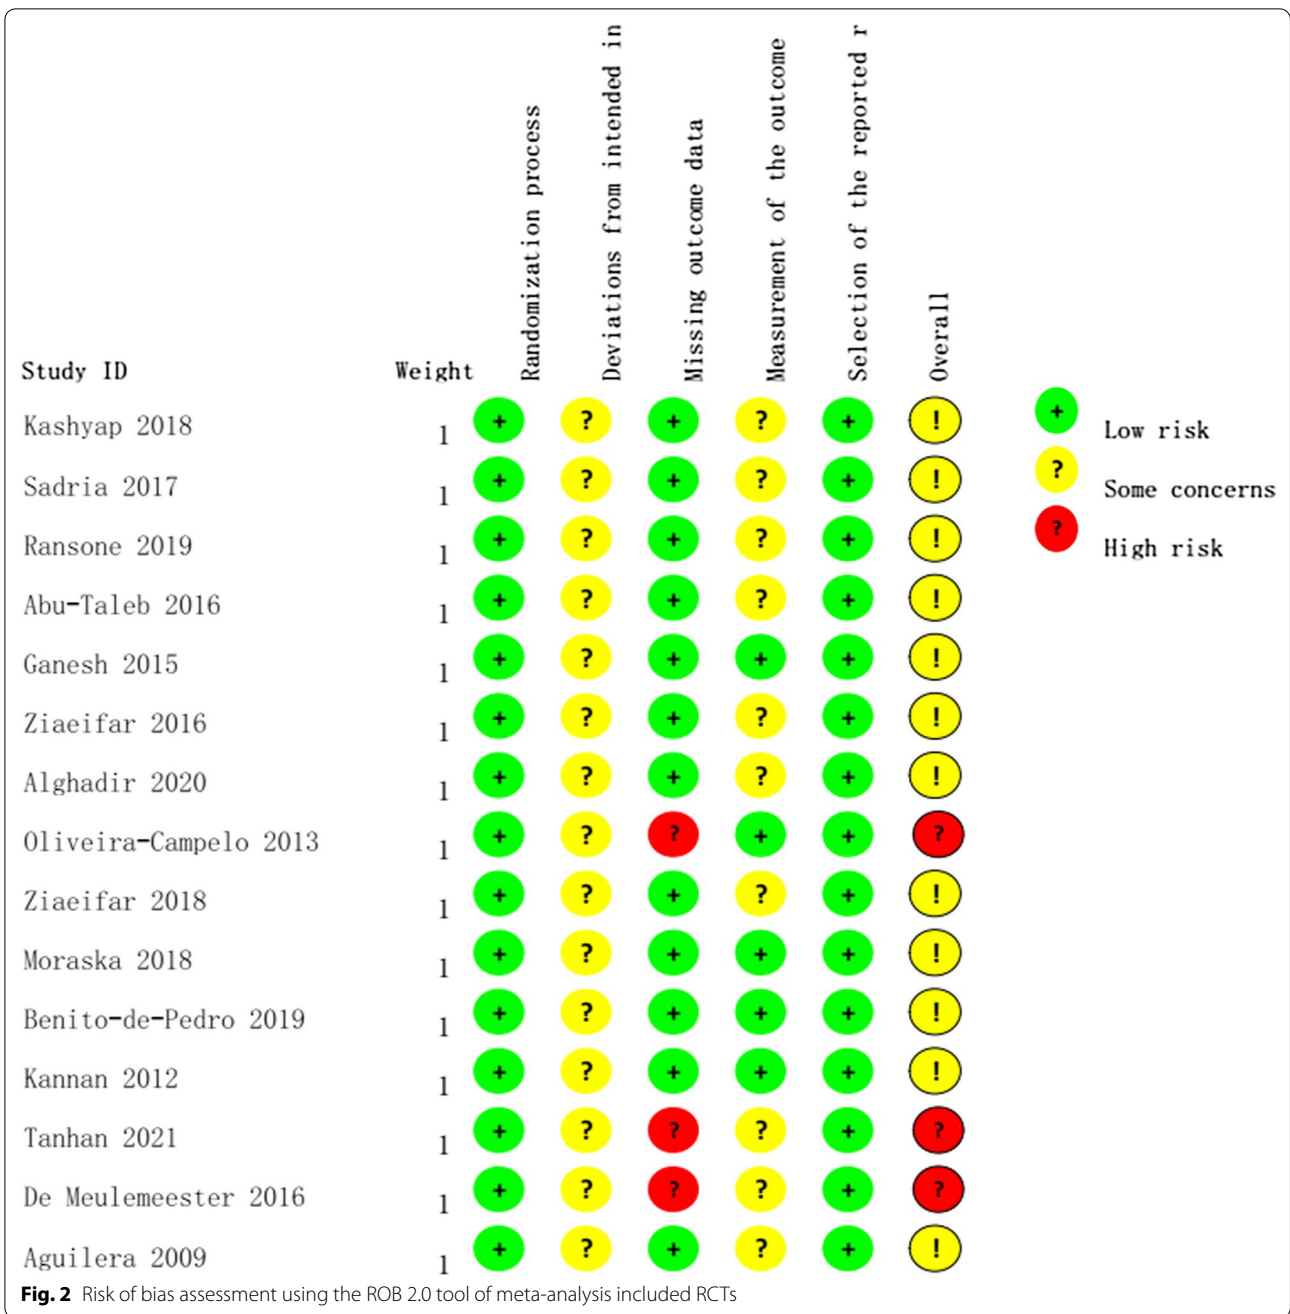 Randomization process
Deviations from intended in
Missing outcome data
Measurement of the outcome
Selection of the reported r
Overall
Study ID Weight
Kashyap 2018 1 + ? + ? + !
Sadria 2017 1 + ? + ? + !
Ransone 2019 1 + ? + ? + !
Abu-Taleb 2016 1 + ? + ? + !
Ganesh 2015 1 + ? + + + !
Ziaeifar 2016 1 + ? + ? + !
Alghadir 2020 1 + ? + ? + !
Oliveira-Campelo 2013 1 + ? ? + + ?
Ziaeifar 2018 1 + ? + ? + !
Moraska 2018 1 + ? + + + !
Benito-de-Pedro 2019 1 + ? + + + !
Kannan 2012 1 + ? + + + !
Tanhan 2021 1 + ? ? ? + ?
De Meulemeester 2016 1 + ? ? ? + ?
Aguilera 2009 1 + ? + ? + !
+ Low risk
? Some concerns
? High risk
Fig. 2 Risk of bias assessment using the ROB 2.0 tool of meta-analysis included RCTs